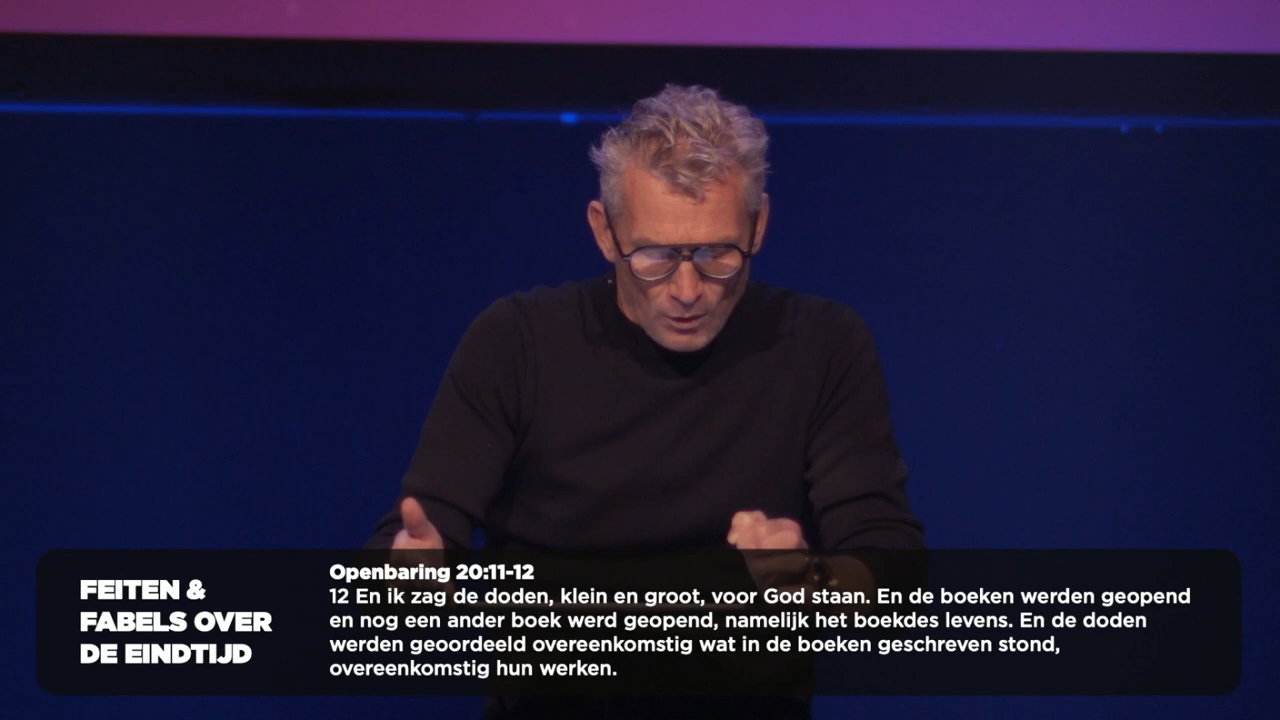 FEITEN &
FABELS OVER
DE EINDTIJD
Openbaring 20:11-12
12 En ik zag de doden, klein en groot, voor God staan. En de boeken werden geopend
en nog een ander boek werd geopend, namelijk het boekdes levens. En de doden
werden geoordeeld overeenkomstig wat in de boeken geschreven stond,
overeenkomstig hun werken.